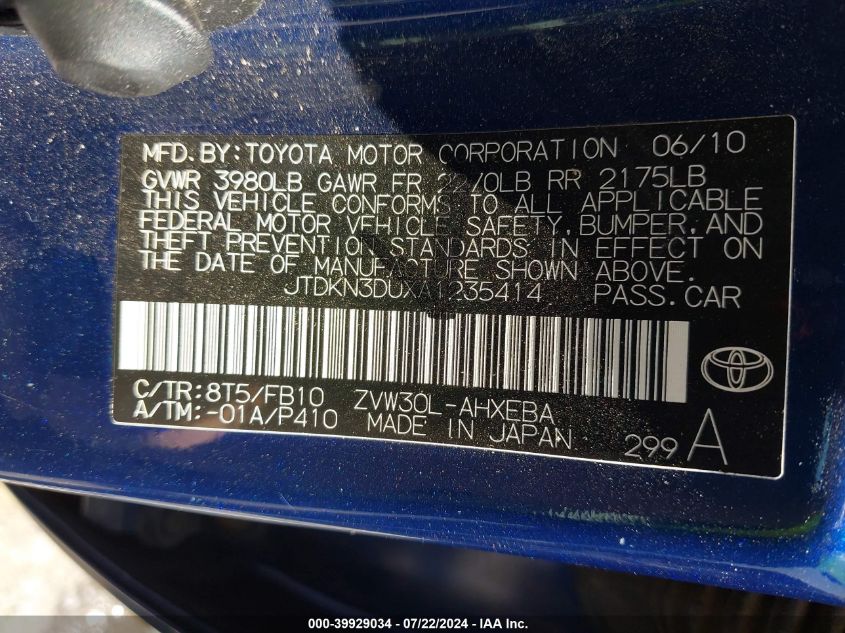 MFD.BY:TOYOTA MOTOR CORPORATION 06/10
GVWR 3980LB GAWR FR 2270LB RR 2175LB
THIS VEHICLE CONFORMS TO ALL APPLICABLE
FEDERAL MOTOR VEHICLE SAFETY,BUMPER,AND
THEFT PREVENTION STANDARDS IN EFFECT ON
THE DATE OF MANUFACTURE SHOWN ABOVE.
JTDKN3DUXA1235414 PASS.CAR
C/TR:8T5/FB10 ZVW30L-AHXEBA
A/TM:-01A/P410 MADE IN JAPAN 299 A
000-39929034 - 07/22/2024 - IAA Inc.